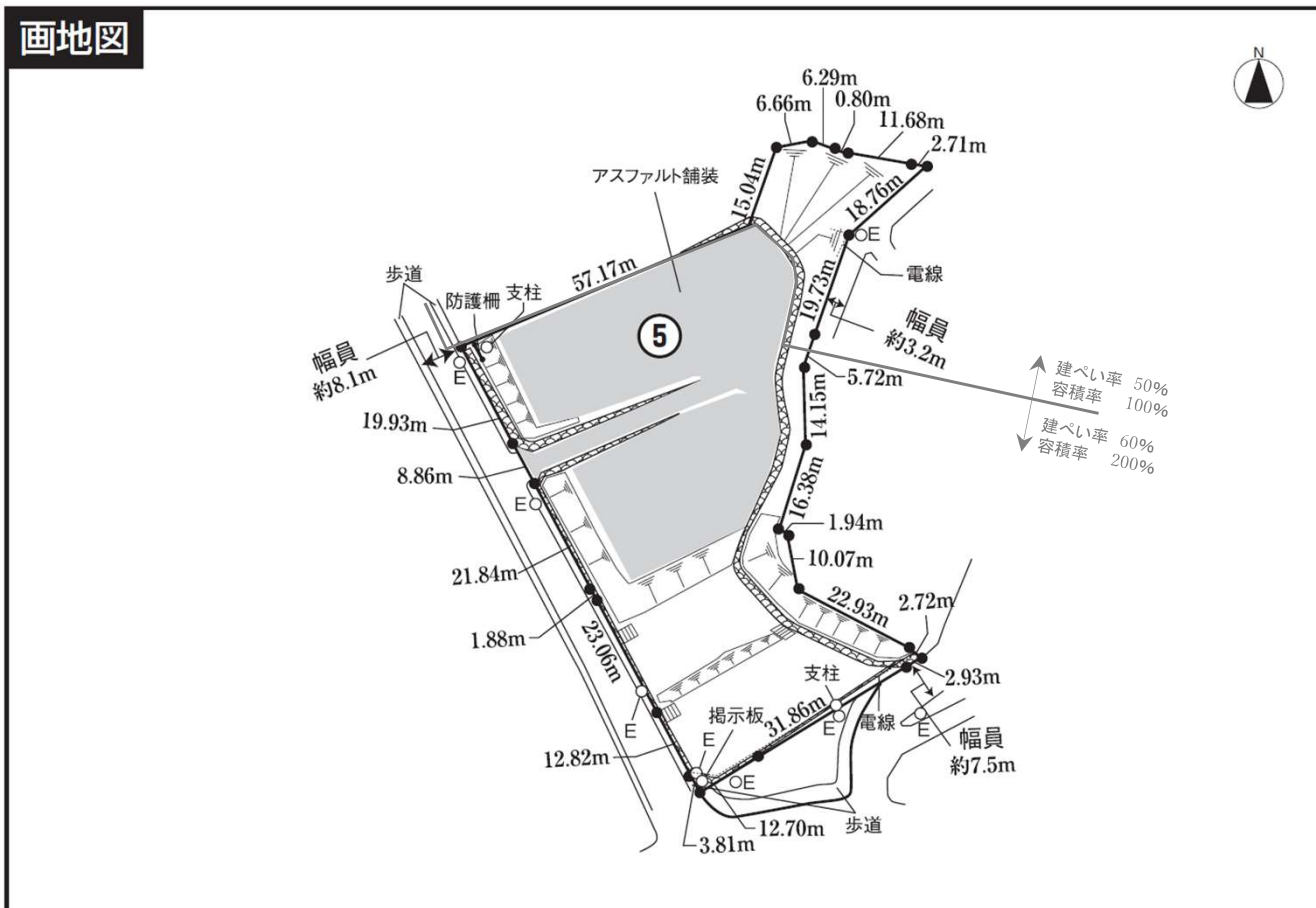 画地図
N
6.29m
6.66m
0.80m
11.68m
2.71m
アスファルト舗装
15.04m
18.76m
E
電線
歩道
57.17m
防護柵
支柱
19.73m
⑤
幅員
約3.2m
幅員
約8.1m
E
5.72m
建ぺい率 50%
容積率 100%
建ぺい率 60%
容積率 200%
14.15m
19.93m
8.86m
16.38m
E
1.94m
10.07m
21.84m
22.93m
2.72m
1.88m
23.06m
2.93m
支柱
E
掲示板
31.86m
E
電線
E
E
幅員
約7.5m
12.82m
E
12.70m
歩道
3.81m